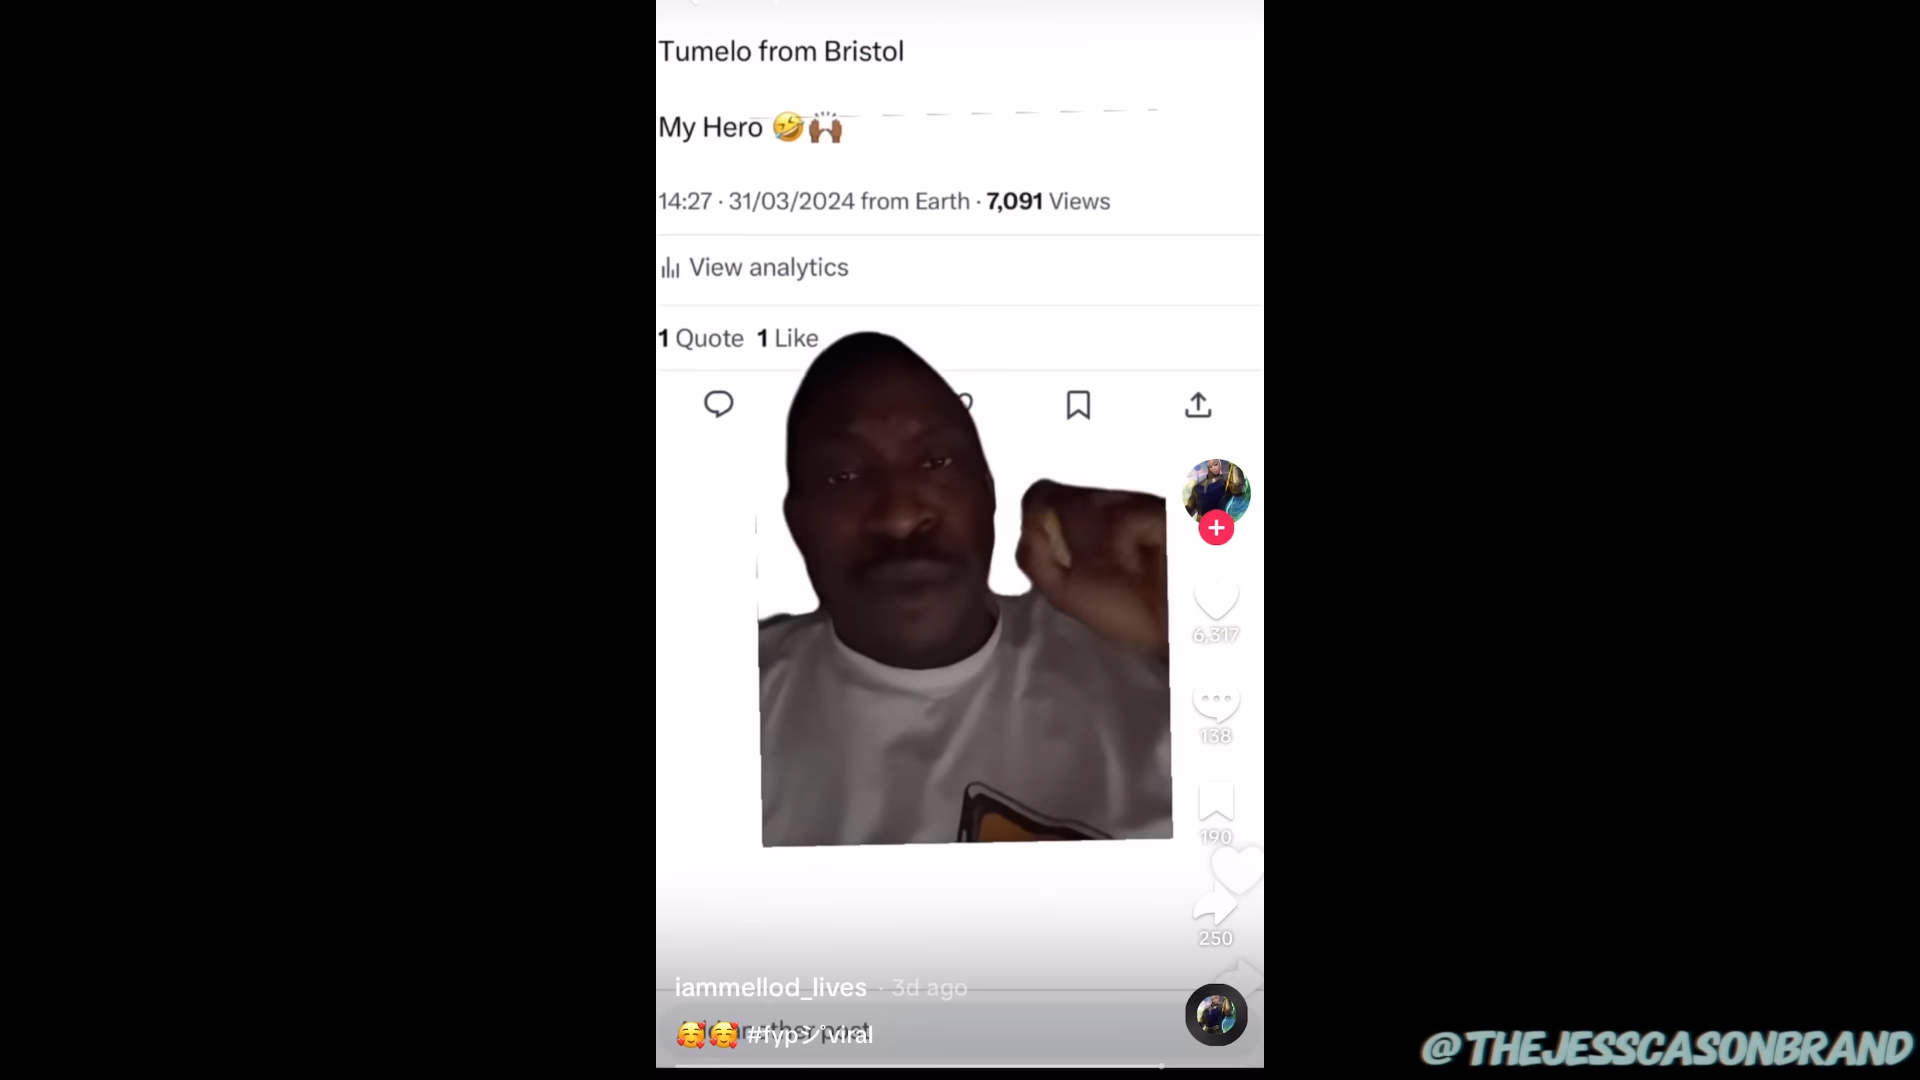 Tumelo from Bristol
My Hero 🤣🙌🏾
14:27 · 31/03/2024 from Earth · 7,091 Views
View analytics
1 Quote 1 Like
6,317
138
190
250
iammellod_lives · 3d ago
🥰🥰 #fypシ゚viral
@THEJESSCASONBRAND